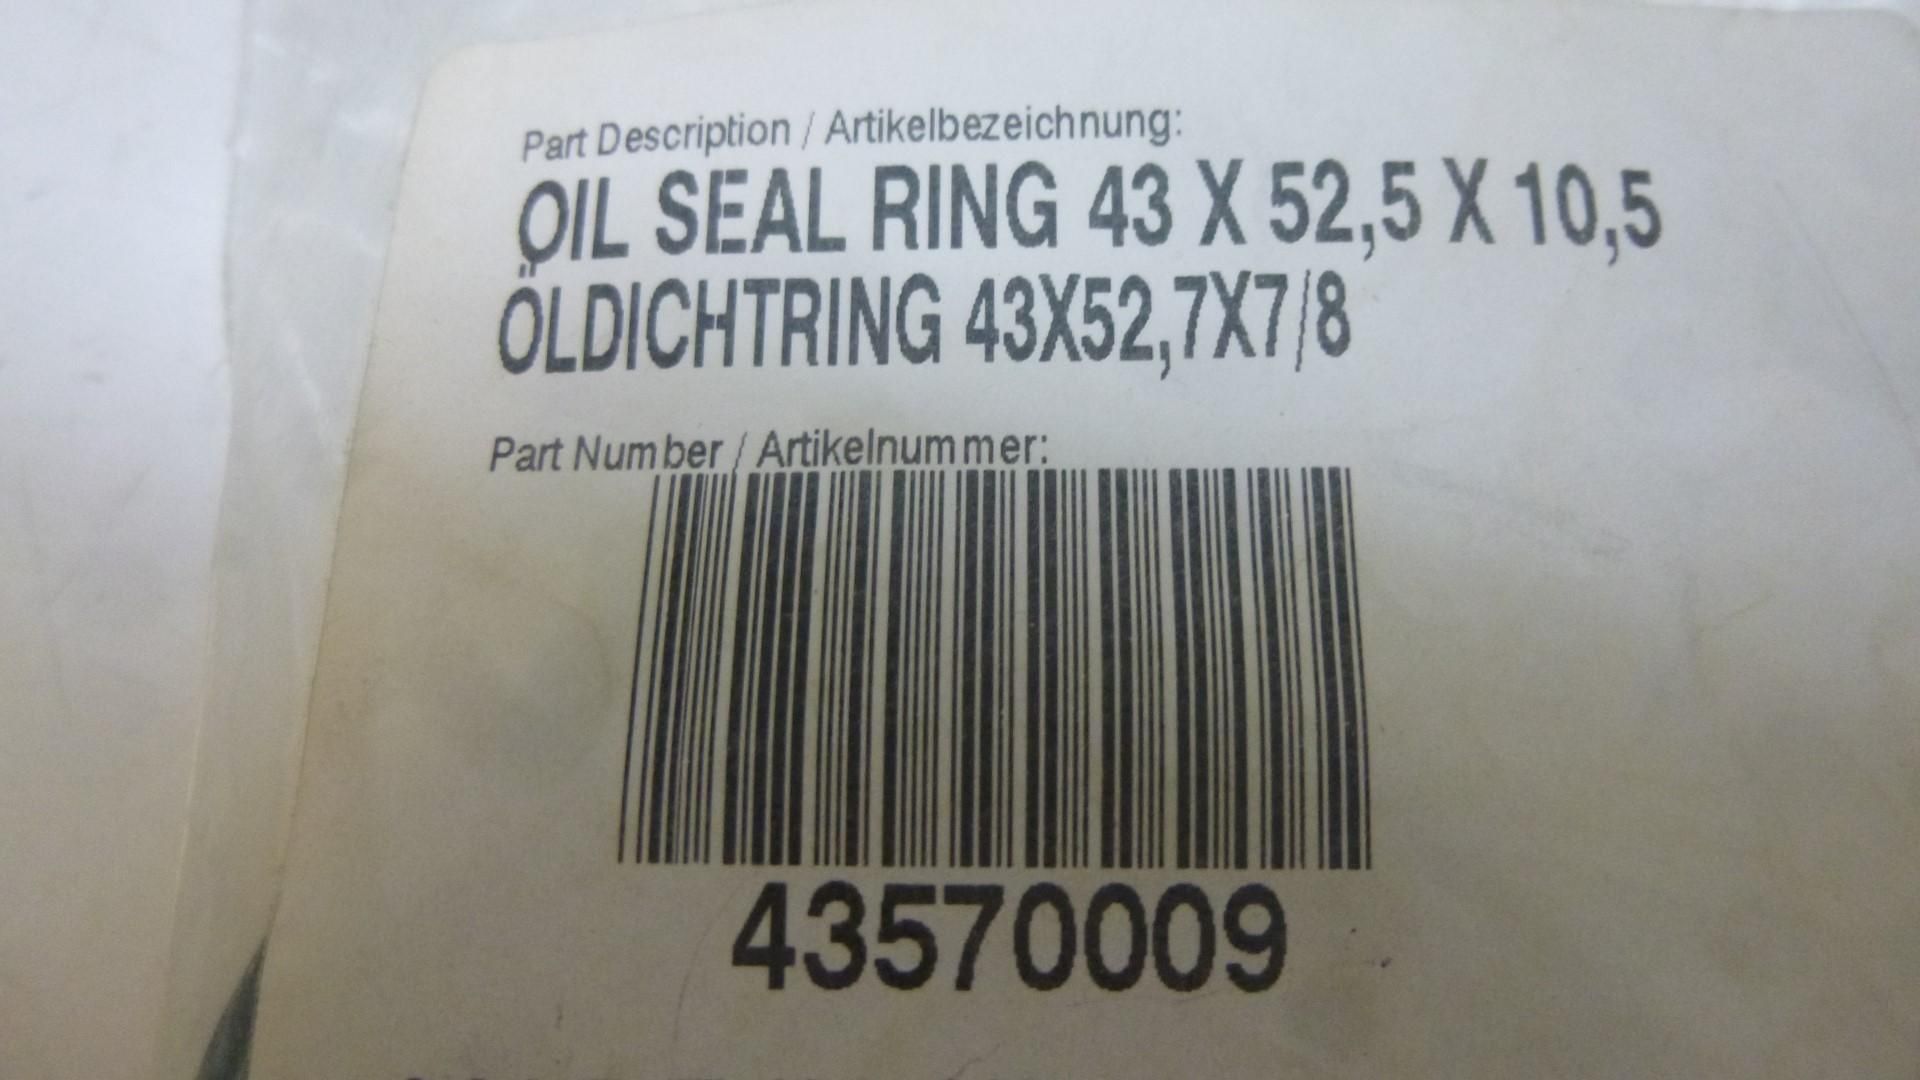 Part Description / Artikelbezeichnung:
OIL SEAL RING 43 X 52,5 X 10,5
ÖLDICHTRING 43X52,7X7/8
Part Number / Artikelnummer:
43570009